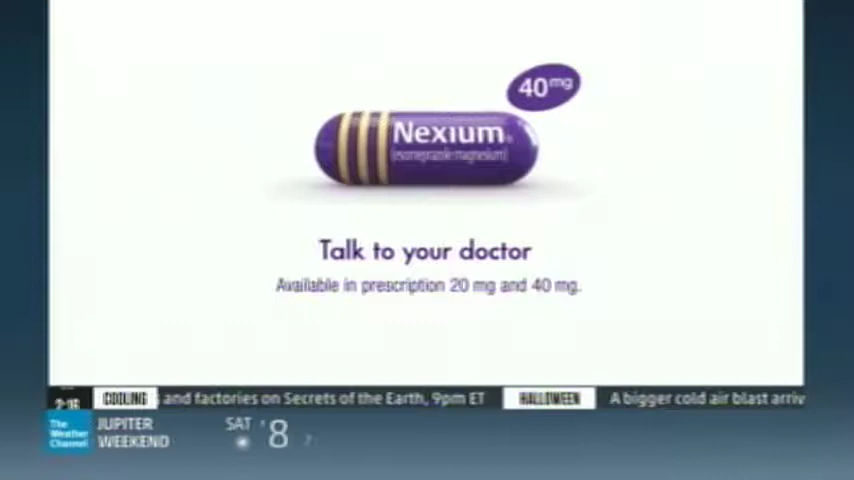 40mg
Nexium®
(esomeprazole magnesium)
Talk to your doctor
Available in prescription 20 mg and 40 mg.
COOLING and factories on Secrets of the Earth, 9pm ET HALLOWEEN A bigger cold air blast arriv
The Weather Channel
JUPITER WEEKEND
SAT
8